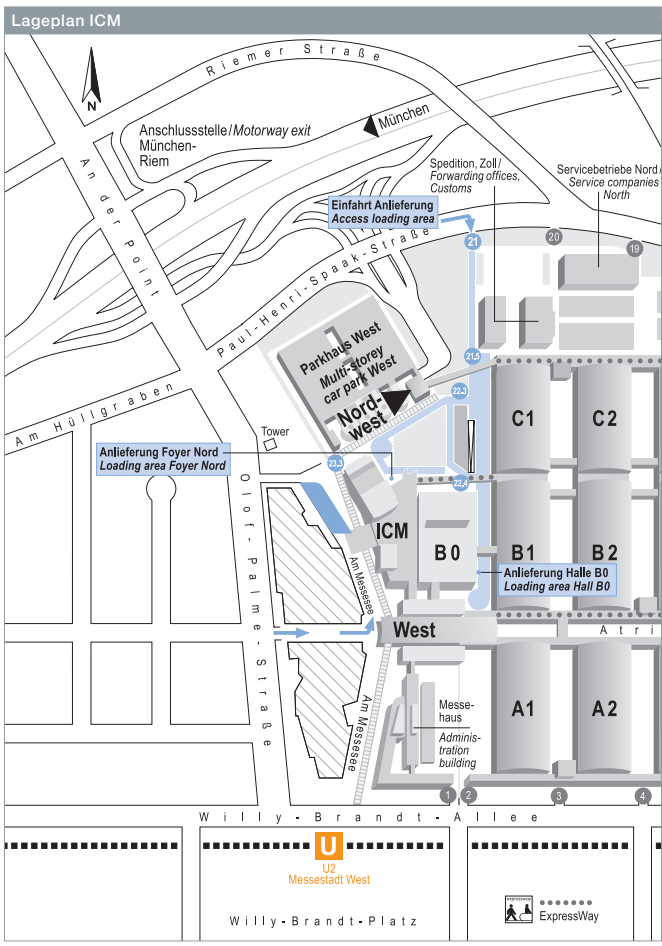 Lageplan ICM
Riemer Straße
N
Anschlussstelle/Motorway exit
München-
Riem
München
An der Point
Spedition, Zoll/
Forwarding offices,
Customs
Servicebetriebe Nord/
Service companies
North
Einfahrt Anlieferung
Access loading area
21
20
19
Paul-Henri-Spaak-Straße
Parkhaus West
Multi-storey
car park West
21,5
Nord-
west
22.3
C1
C2
Am Hüllgraben
Tower
Anlieferung Foyer Nord
Loading area Foyer Nord
23.3
22.4
ICM
B0
B1
B2
Anlieferung Halle B0
Loading area Hall B0
Olof-Palme-Straße
Am Messesee
West
Atri
Am Messesee
Messe-
haus
Adminis-
tration
building
A1
A2
1
2
3
4
Willy-Brandt-Allee
U
U2
Messestadt West
Willy-Brandt-Platz
expressway
ExpressWay